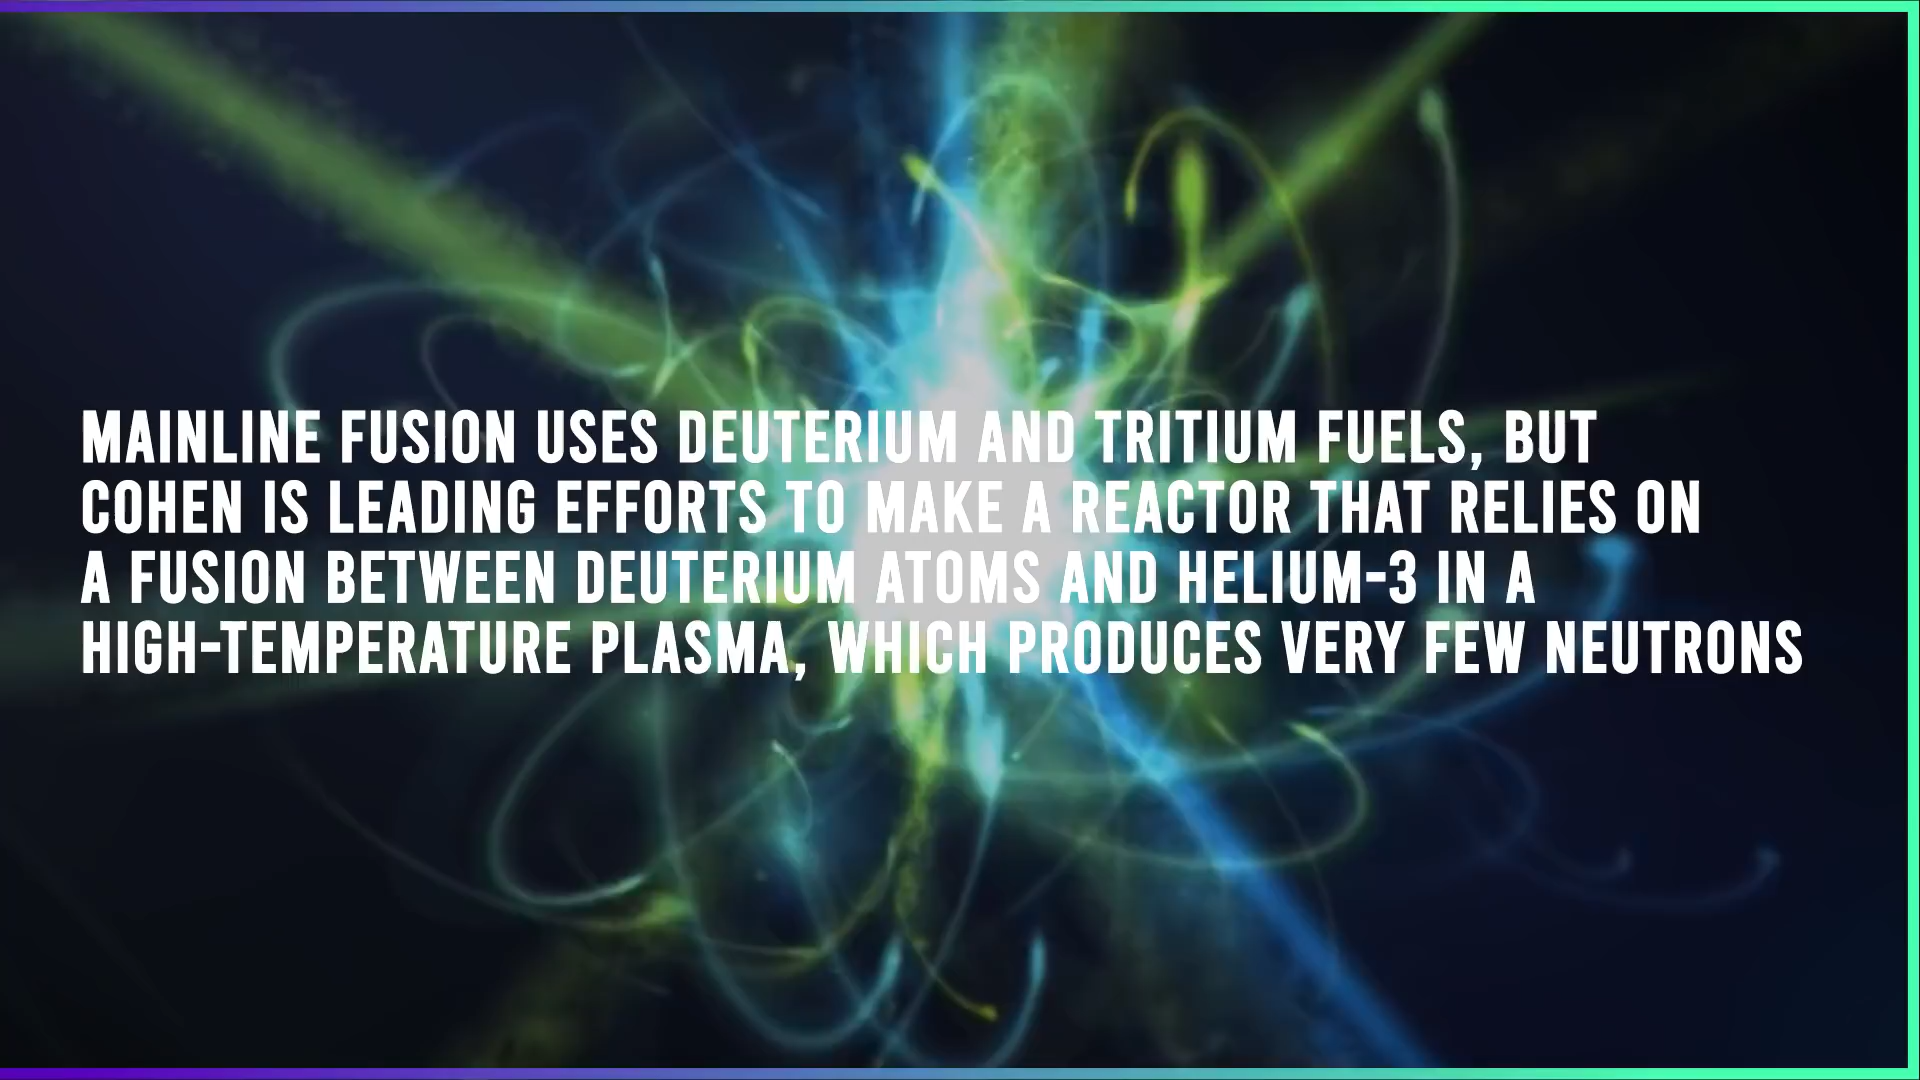 MAINLINE FUSION USES DEUTERIUM AND TRITIUM FUELS, BUT
COHEN IS LEADING EFFORTS TO MAKE A REACTOR THAT RELIES ON
A FUSION BETWEEN DEUTERIUM ATOMS AND HELIUM-3 IN A
HIGH-TEMPERATURE PLASMA, WHICH PRODUCES VERY FEW NEUTRONS